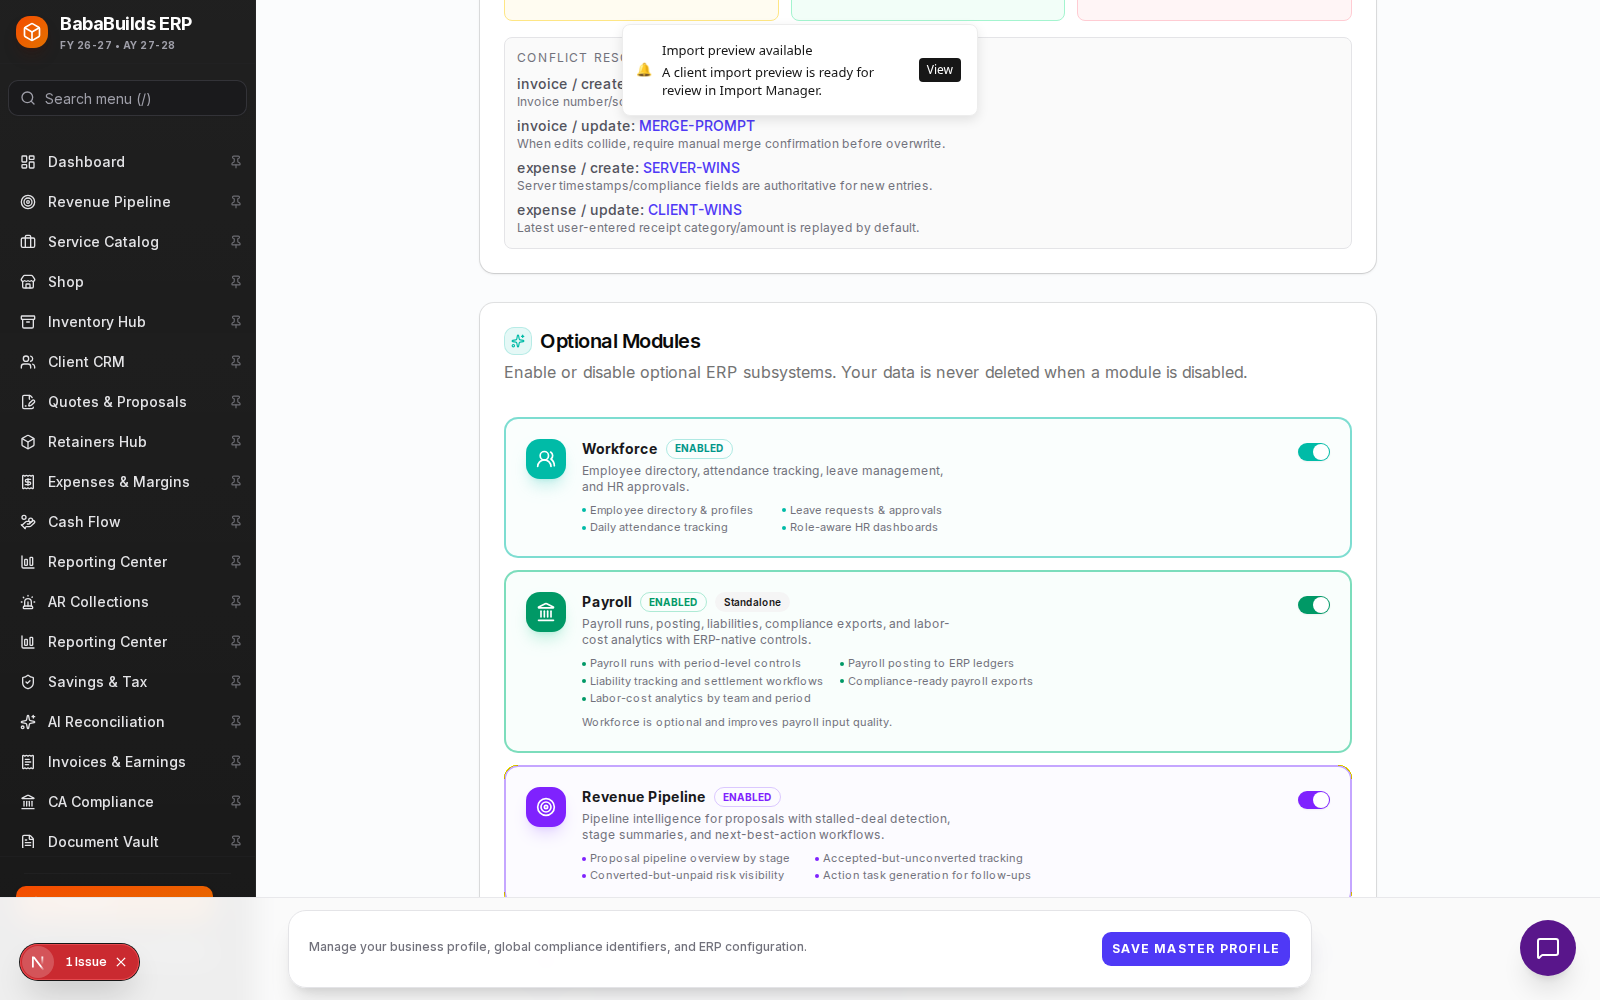 BabaBuilds ERP
FY 26-27 • AY 27-28
Search menu (/)
Dashboard
Revenue Pipeline
Service Catalog
Shop
Inventory Hub
Client CRM
Quotes & Proposals
Retainers Hub
Expenses & Margins
Cash Flow
Reporting Center
AR Collections
Reporting Center
Savings & Tax
AI Reconciliation
Invoices & Earnings
CA Compliance
Document Vault
1 Issue
Import preview available
A client import preview is ready for
review in Import Manager.
View
CONFLICT
invoice / create
Invoice
invoice / update: MERGE-PROMPT
When edits collide, require manual merge confirmation before overwrite.
expense / create: SERVER-WINS
Server timestamps/compliance fields are authoritative for new entries.
expense / update: CLIENT-WINS
Latest user-entered receipt category/amount is replayed by default.
Optional Modules
Enable or disable optional ERP subsystems. Your data is never deleted when a module is disabled.
Workforce ENABLED
Employee directory, attendance tracking, leave management,
and HR approvals.
• Employee directory & profiles • Leave requests & approvals
• Daily attendance tracking • Role-aware HR dashboards
Payroll ENABLED Standalone
Payroll runs, posting, liabilities, compliance exports, and labor-
cost analytics with ERP-native controls.
• Payroll runs with period-level controls • Payroll posting to ERP ledgers
• Liability tracking and settlement workflows • Compliance-ready payroll exports
• Labor-cost analytics by team and period
Workforce is optional and improves payroll input quality.
Revenue Pipeline ENABLED
Pipeline intelligence for proposals with stalled-deal detection,
stage summaries, and next-best-action workflows.
• Proposal pipeline overview by stage • Accepted-but-unconverted tracking
• Converted-but-unpaid risk visibility • Action task generation for follow-ups
Manage your business profile, global compliance identifiers, and ERP configuration.
SAVE MASTER PROFILE